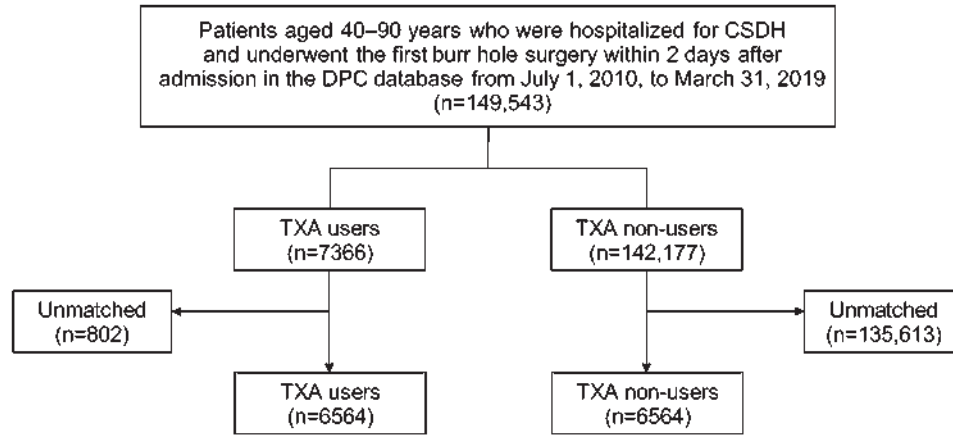 Patients aged 40–90 years who were hospitalized for CSDH
and underwent the first burr hole surgery within 2 days after
admission in the DPC database from July 1, 2010, to March 31, 2019
(n=149,543)
TXA users
(n=7366)
TXA non-users
(n=142,177)
Unmatched
(n=802)
Unmatched
(n=135,613)
TXA users
(n=6564)
TXA non-users
(n=6564)